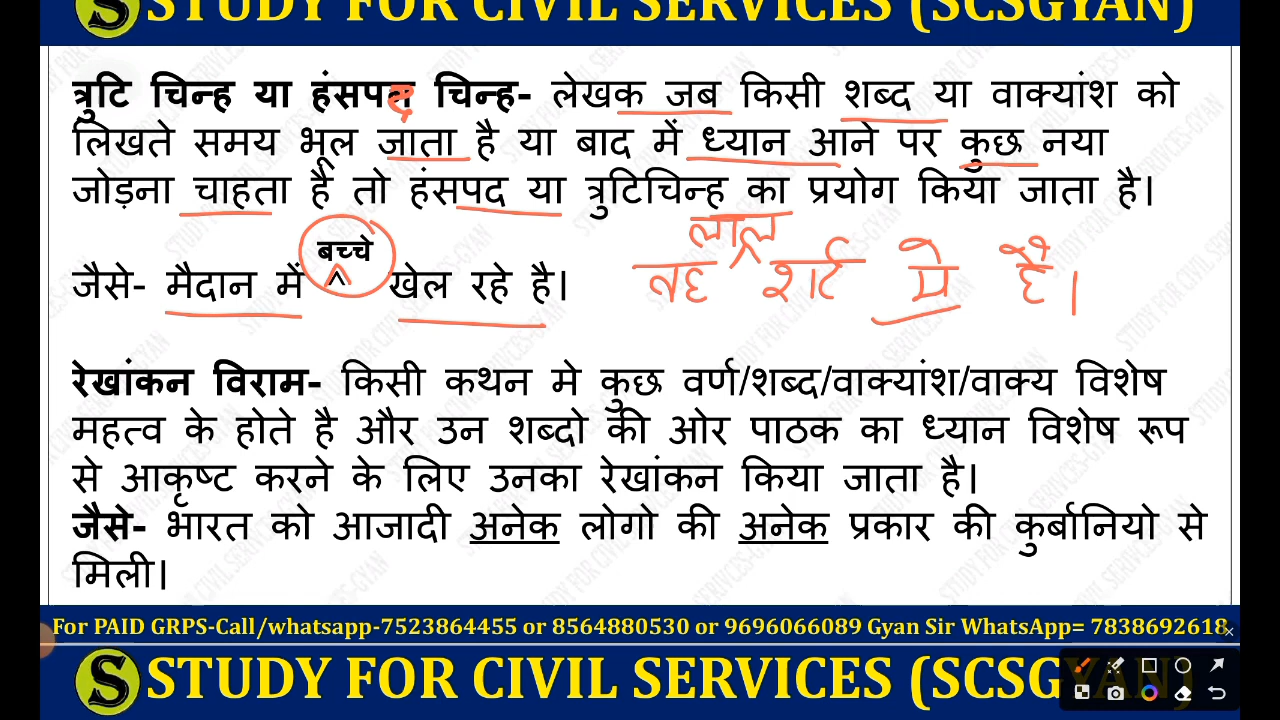 STUDY FOR CIVIL SERVICES (SCSGYAN)
त्रुटि चिन्ह या हंसपद चिन्ह- लेखक जब किसी शब्द या वाक्यांश को
लिखते समय भूल जाता है या बाद में ध्यान आने पर कुछ नया
जोड़ना चाहता है तो हंसपद या त्रुटिचिन्ह का प्रयोग किया जाता है।
लाल
बच्चे
जैसे- मैदान में ^ खेल रहे है। वह शर्ट मे है।
रेखांकन विराम- किसी कथन मे कुछ वर्ण/शब्द/वाक्यांश/वाक्य विशेष
महत्व के होते है और उन शब्दो की ओर पाठक का ध्यान विशेष रूप
से आकृष्ट करने के लिए उनका रेखांकन किया जाता है।
जैसे- भारत को आजादी अनेक लोगो की अनेक प्रकार की कुर्बानियो से
मिली।
For PAID GRPS-Call/whatsapp-7523864455 or 8564880530 or 9696066089 Gyan Sir WhatsApp= 7838692618
S STUDY FOR CIVIL SERVICES (SCSGYAN)